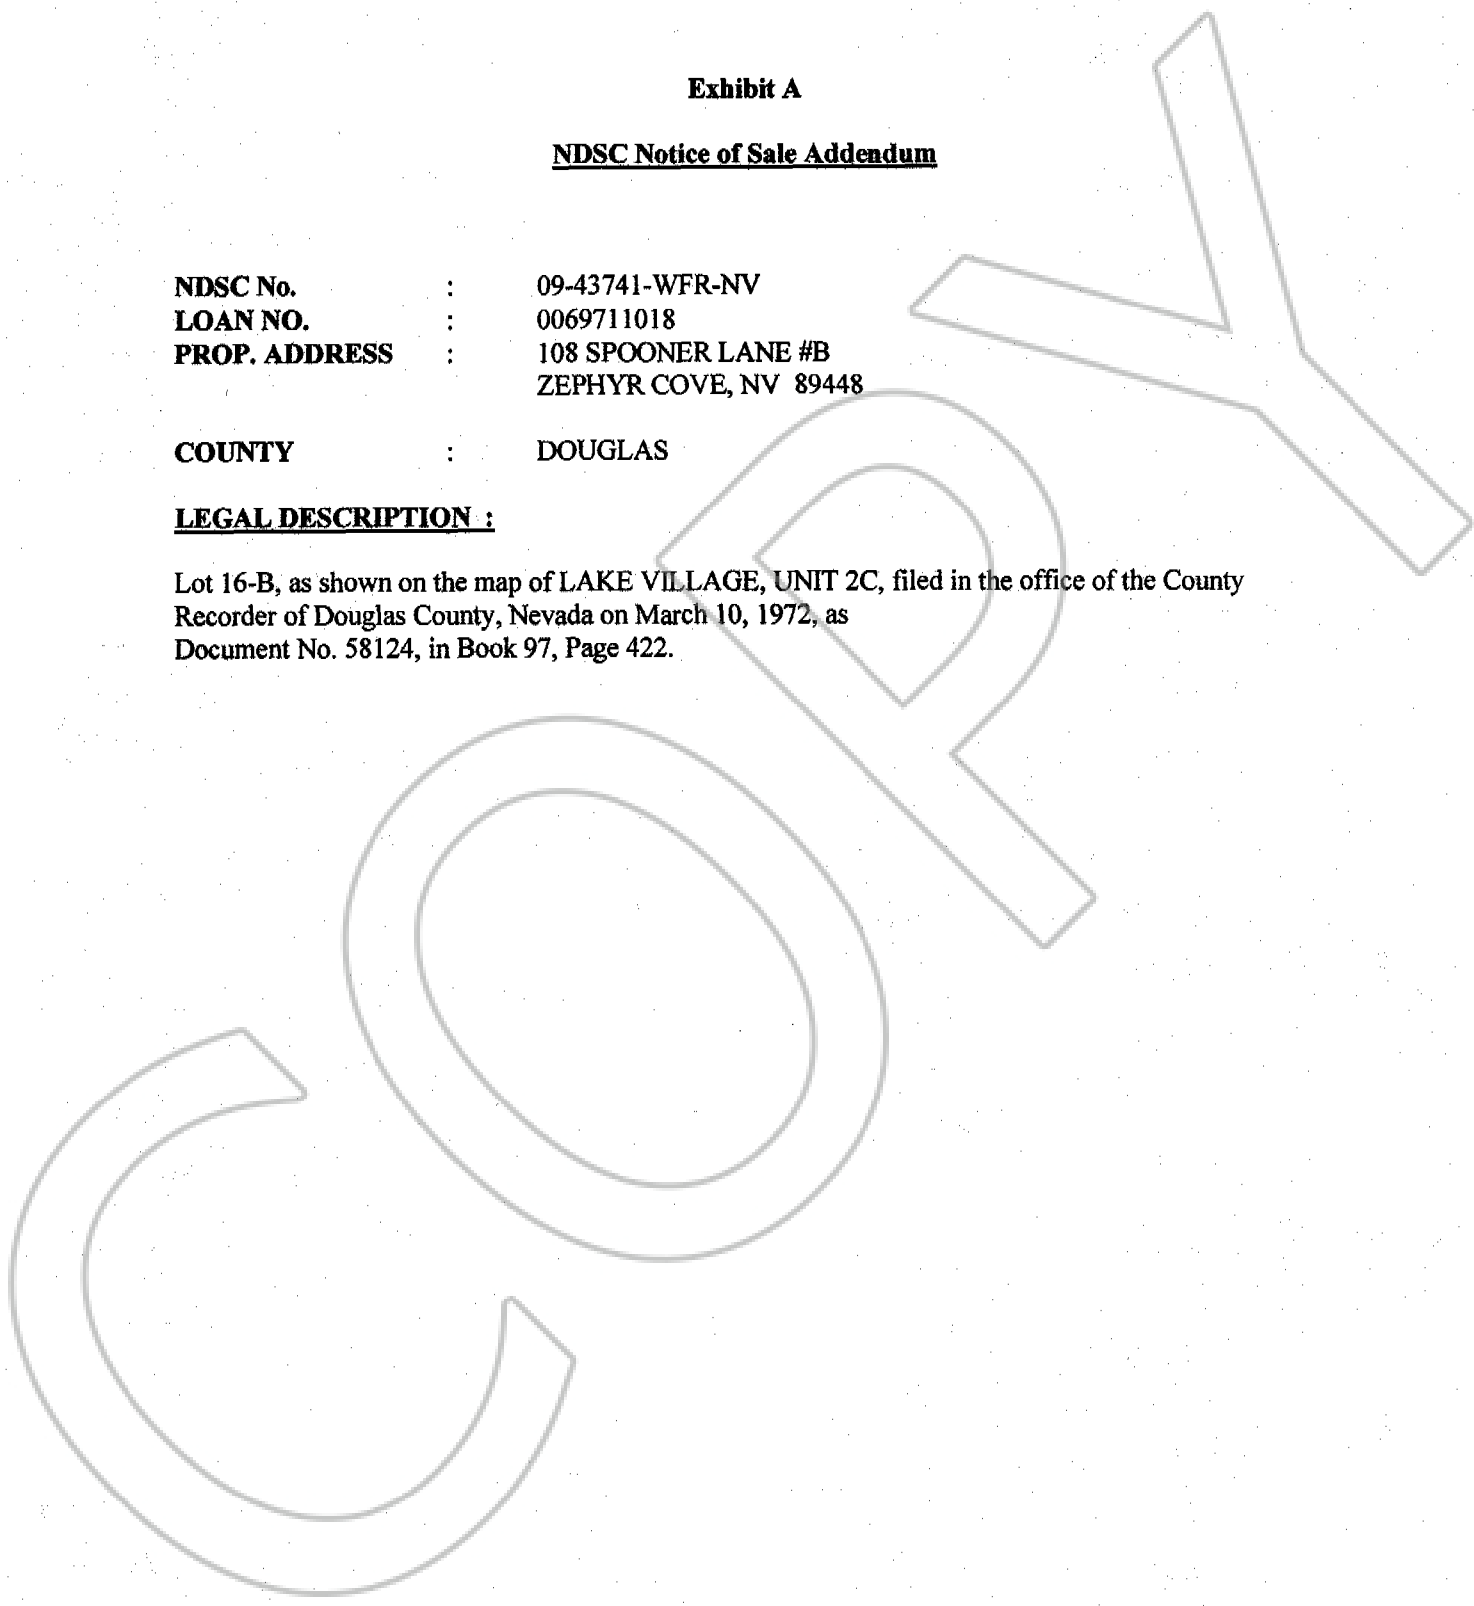 Exhibit A
NDSC Notice of Sale Addendum
NDSC No. : 09-43741-WFR-NV
LOAN NO. : 0069711018
PROP. ADDRESS : 108 SPOONER LANE #B
ZEPHYR COVE, NV 89448
COUNTY : DOUGLAS
LEGAL DESCRIPTION :
Lot 16-B, as shown on the map of LAKE VILLAGE, UNIT 2C, filed in the office of the County
Recorder of Douglas County, Nevada on March 10, 1972, as
Document No. 58124, in Book 97, Page 422.
COPY